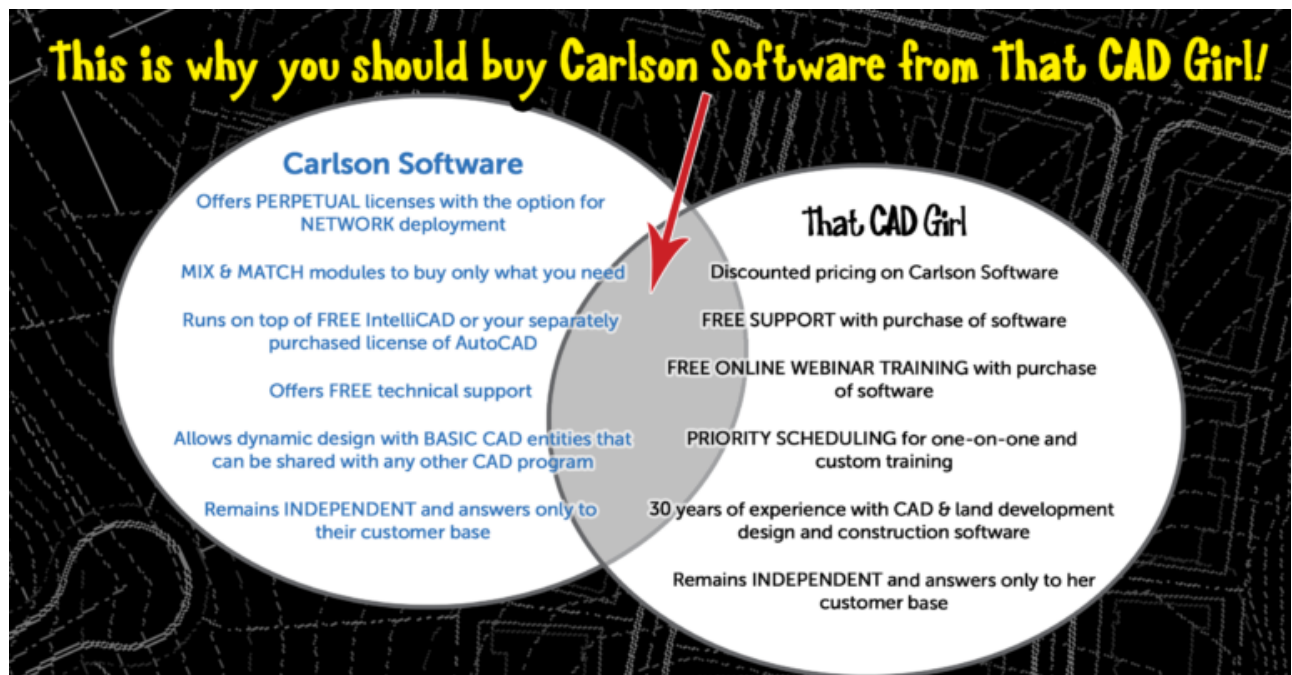 This is why you should buy Carlson Software from That CAD Girl!
Carlson Software
Offers PERPETUAL licenses with the option for
NETWORK deployment
MIX & MATCH modules to buy only what you need
Runs on top of FREE IntelliCAD or your separately
purchased license of AutoCAD
Offers FREE technical support
Allows dynamic design with BASIC CAD entities that
can be shared with any other CAD program
Remains INDEPENDENT and answers only to
their customer base
That CAD Girl
Discounted pricing on Carlson Software
FREE SUPPORT with purchase of software
FREE ONLINE WEBINAR TRAINING with purchase
of software
PRIORITY SCHEDULING for one-on-one and
custom training
30 years of experience with CAD & land development
design and construction software
Remains INDEPENDENT and answers only to her
customer base